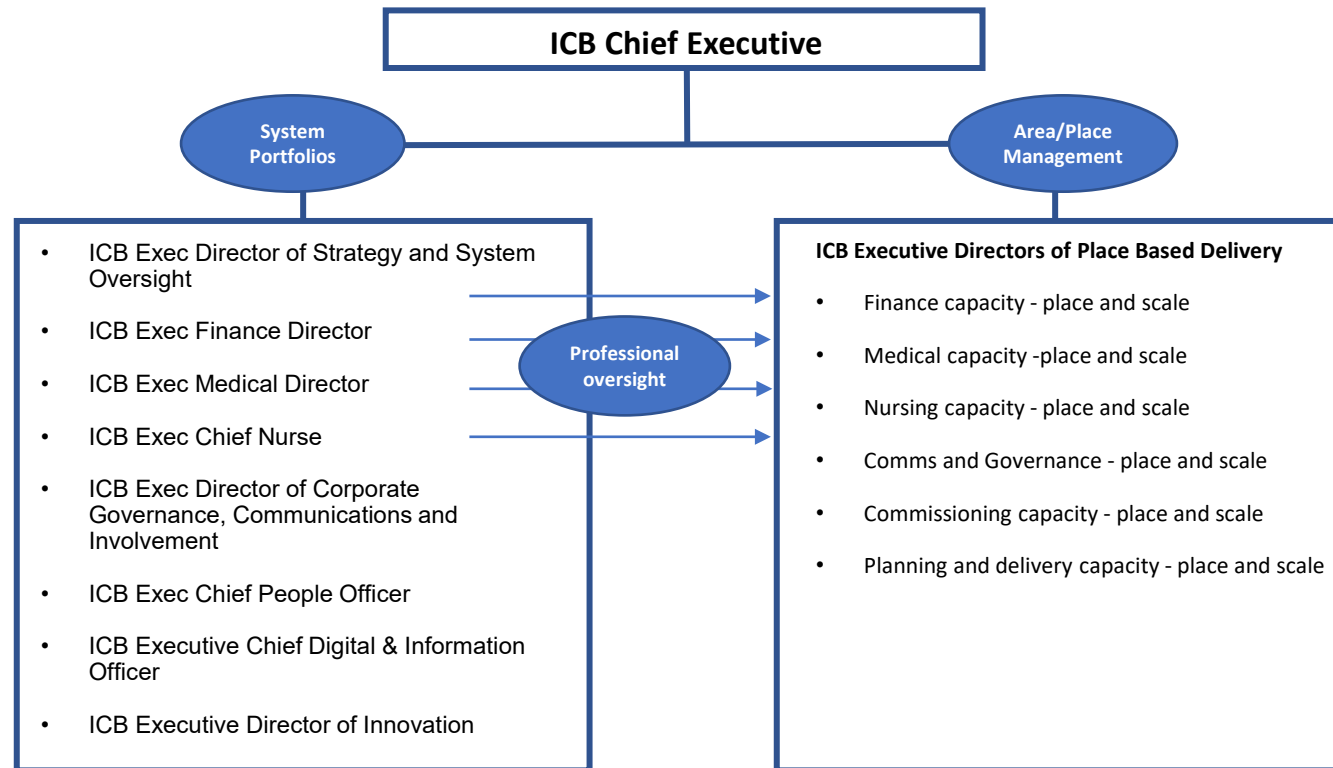 ICB Chief Executive
System
Portfolios
Area/Place
Management
• ICB Exec Director of Strategy and System
Oversight
• ICB Exec Finance Director
• ICB Exec Medical Director
• ICB Exec Chief Nurse
• ICB Exec Director of Corporate
Governance, Communications and
Involvement
• ICB Exec Chief People Officer
• ICB Executive Chief Digital & Information
Officer
• ICB Executive Director of Innovation
Professional
oversight
ICB Executive Directors of Place Based Delivery
• Finance capacity - place and scale
• Medical capacity -place and scale
• Nursing capacity - place and scale
• Comms and Governance - place and scale
• Commissioning capacity - place and scale
• Planning and delivery capacity - place and scale